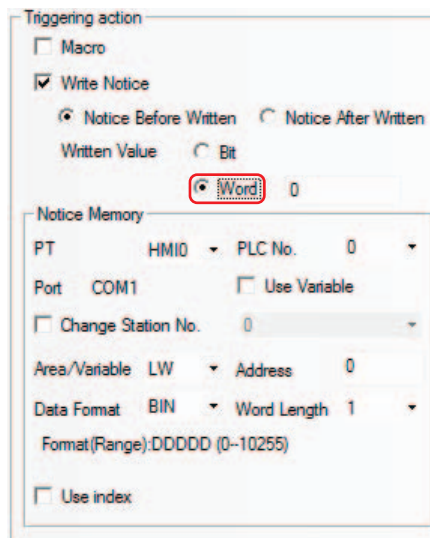 Triggering action
Macro
Write Notice
Notice Before Written Notice After Written
Written Value Bit
Word 0
Notice Memory
PT HMI0 PLC No. 0
Port COM1 Use Variable
Change Station No. 0
Area/Variable LW Address 0
Data Format BIN Word Length 1
Format(Range):DDDDD (0--10255)
Use index